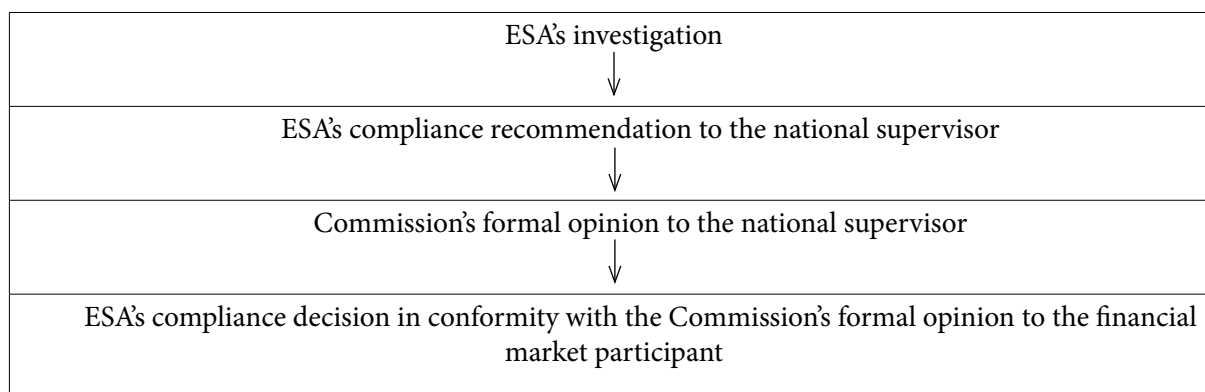 ESA’s investigation
ESA’s compliance recommendation to the national supervisor
Commission’s formal opinion to the national supervisor
ESA’s compliance decision in conformity with the Commission’s formal opinion to the financial
market participant